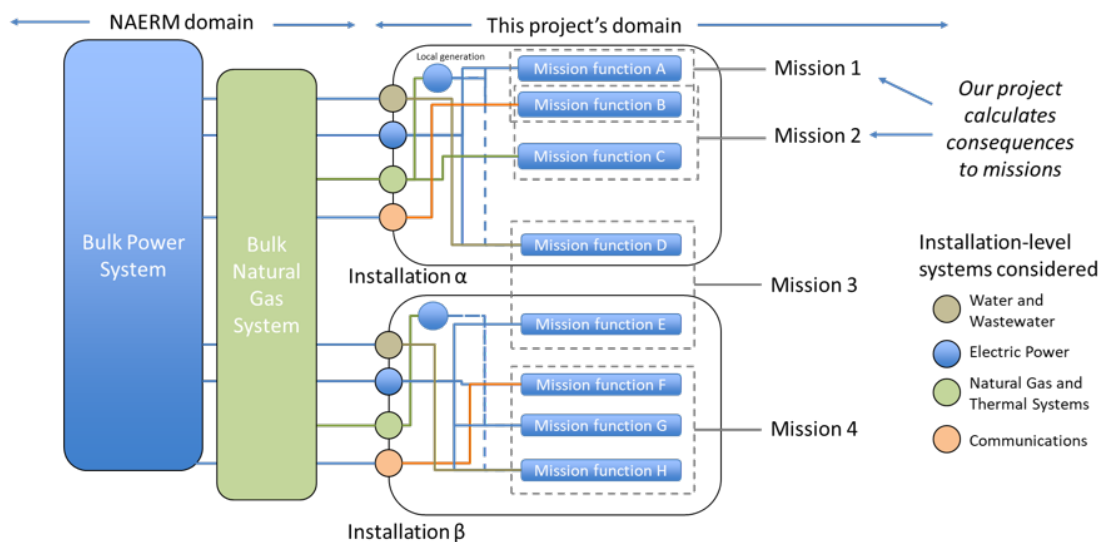 NAERM domain
This project's domain
Bulk Power
System
Bulk
Natural
Gas
System
Local generation
Mission function A
Mission function B
Mission function C
Mission function D
Installation α
Mission function E
Mission function F
Mission function G
Mission function H
Installation β
Mission 1
Mission 2
Mission 3
Mission 4
Our project
calculates
consequences
to missions
Installation-level
systems considered
Water and
Wastewater
Electric Power
Natural Gas and
Thermal Systems
Communications